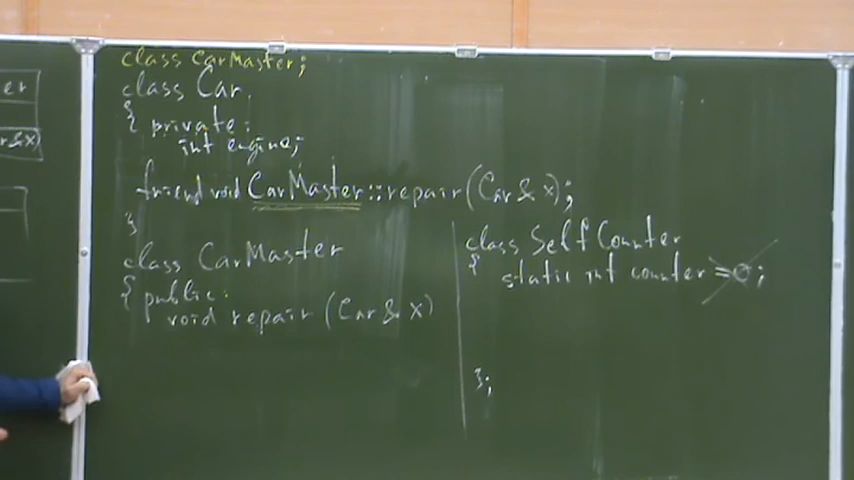 er
r&x)
class CarMaster;
class Car
{ private:
int engine;
friend void CarMaster::repair(Car & x);
}
class CarMaster
{ public:
void repair (Car & x)
class SelfCounter
{
static int counter =0;
};